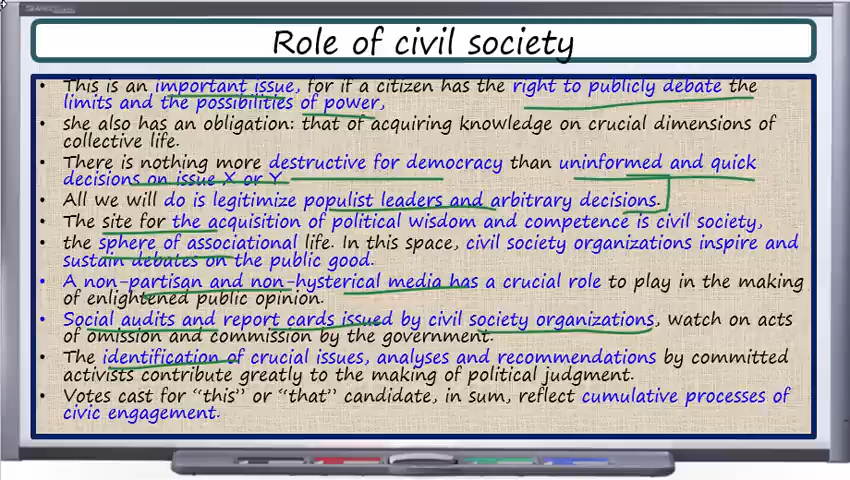 Role of civil society
• This is an important issue, for if a citizen has the right to publicly debate the
limits and the possibilities of power,
• she also has an obligation: that of acquiring knowledge on crucial dimensions of
collective life.
• There is nothing more destructive for democracy than uninformed and quick
decisions on issue X or Y
• All we will do is legitimize populist leaders and arbitrary decisions.
• The site for the acquisition of political wisdom and competence is civil society,
• the sphere of associational life. In this space, civil society organizations inspire and
sustain debates on the public good.
• A non-partisan and non-hysterical media has a crucial role to play in the making
of enlightened public opinion.
• Social audits and report cards issued by civil society organizations, watch on acts
of omission and commission by the government.
• The identification of crucial issues, analyses and recommendations by committed
activists contribute greatly to the making of political judgment.
• Votes cast for “this” or “that” candidate, in sum, reflect cumulative processes of
civic engagement.